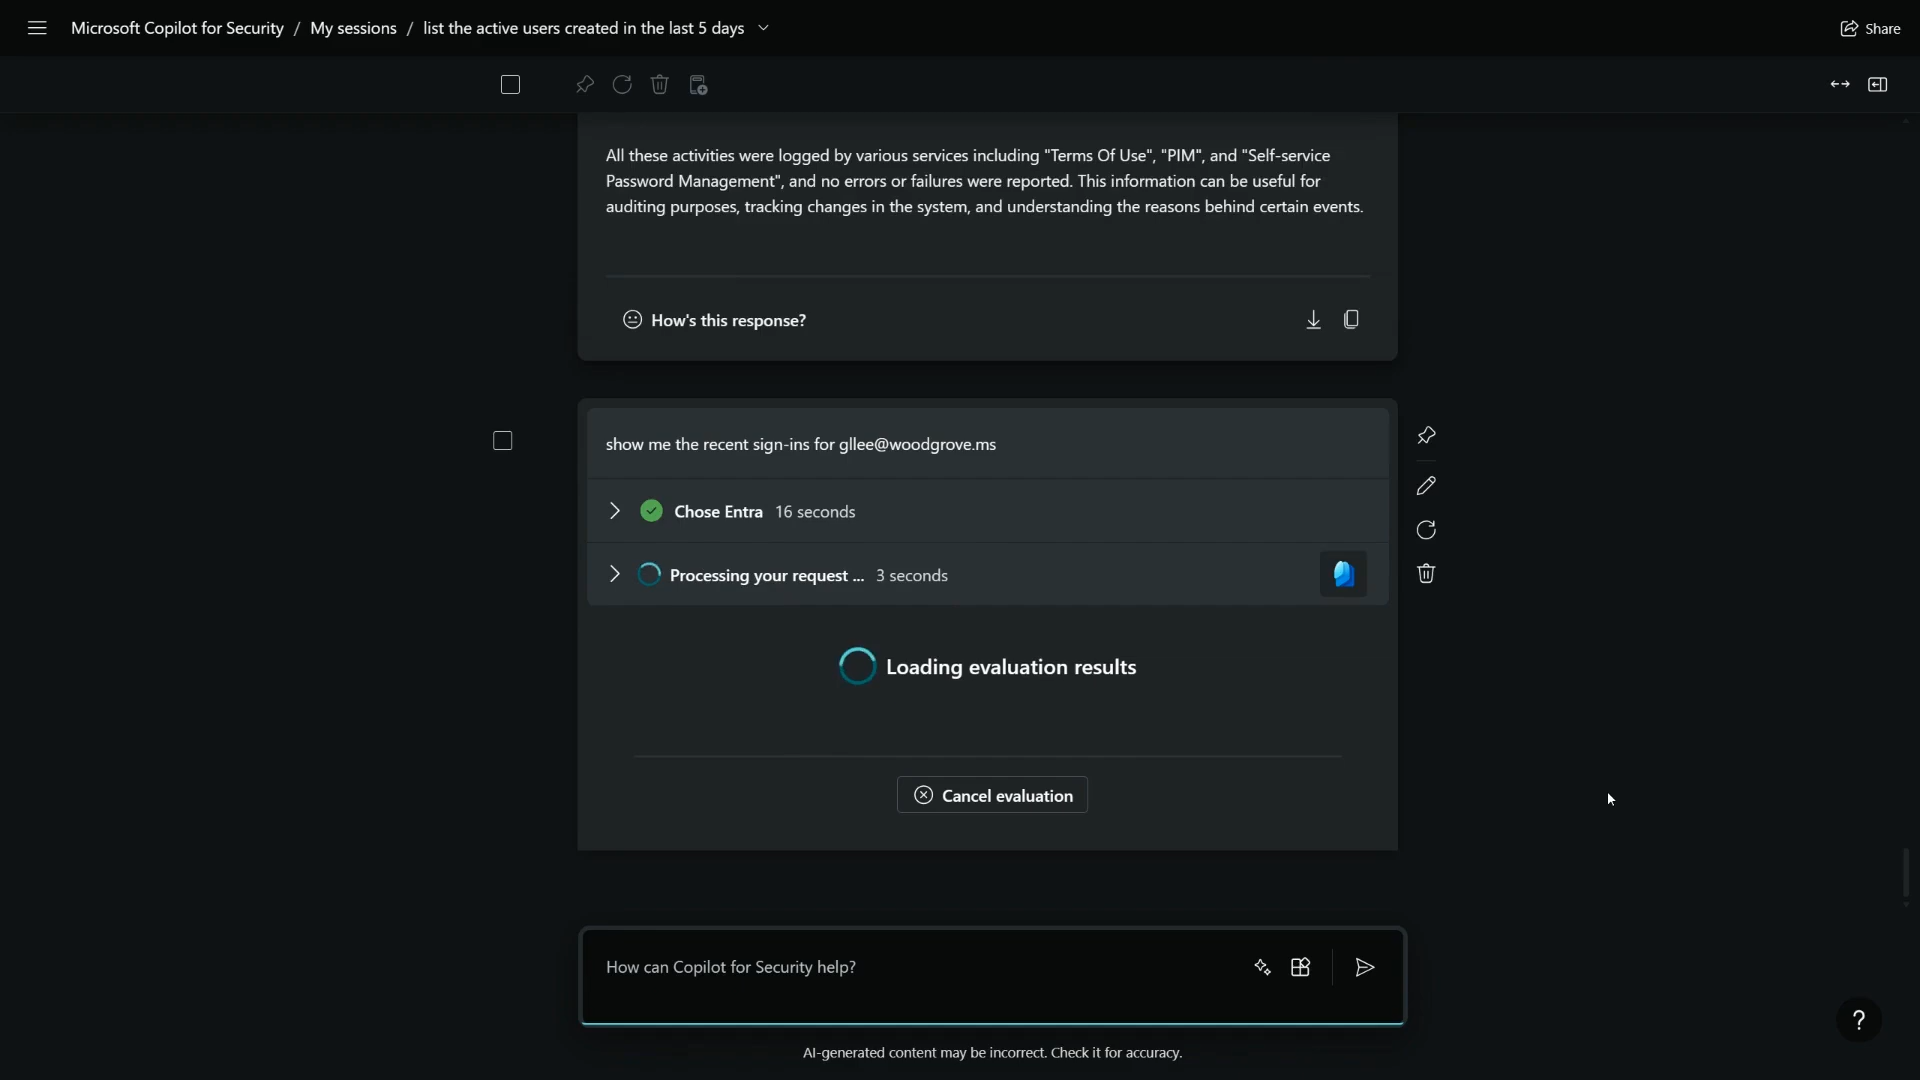 Microsoft Copilot for Security / My sessions / list the active users created in the last 5 days
Share
All these activities were logged by various services including "Terms Of Use", "PIM", and "Self-service
Password Management", and no errors or failures were reported. This information can be useful for
auditing purposes, tracking changes in the system, and understanding the reasons behind certain events.
How's this response?
show me the recent sign-ins for gllee@woodgrove.ms
Chose Entra 16 seconds
Processing your request ... 3 seconds
Loading evaluation results
Cancel evaluation
How can Copilot for Security help?
?
AI-generated content may be incorrect. Check it for accuracy.